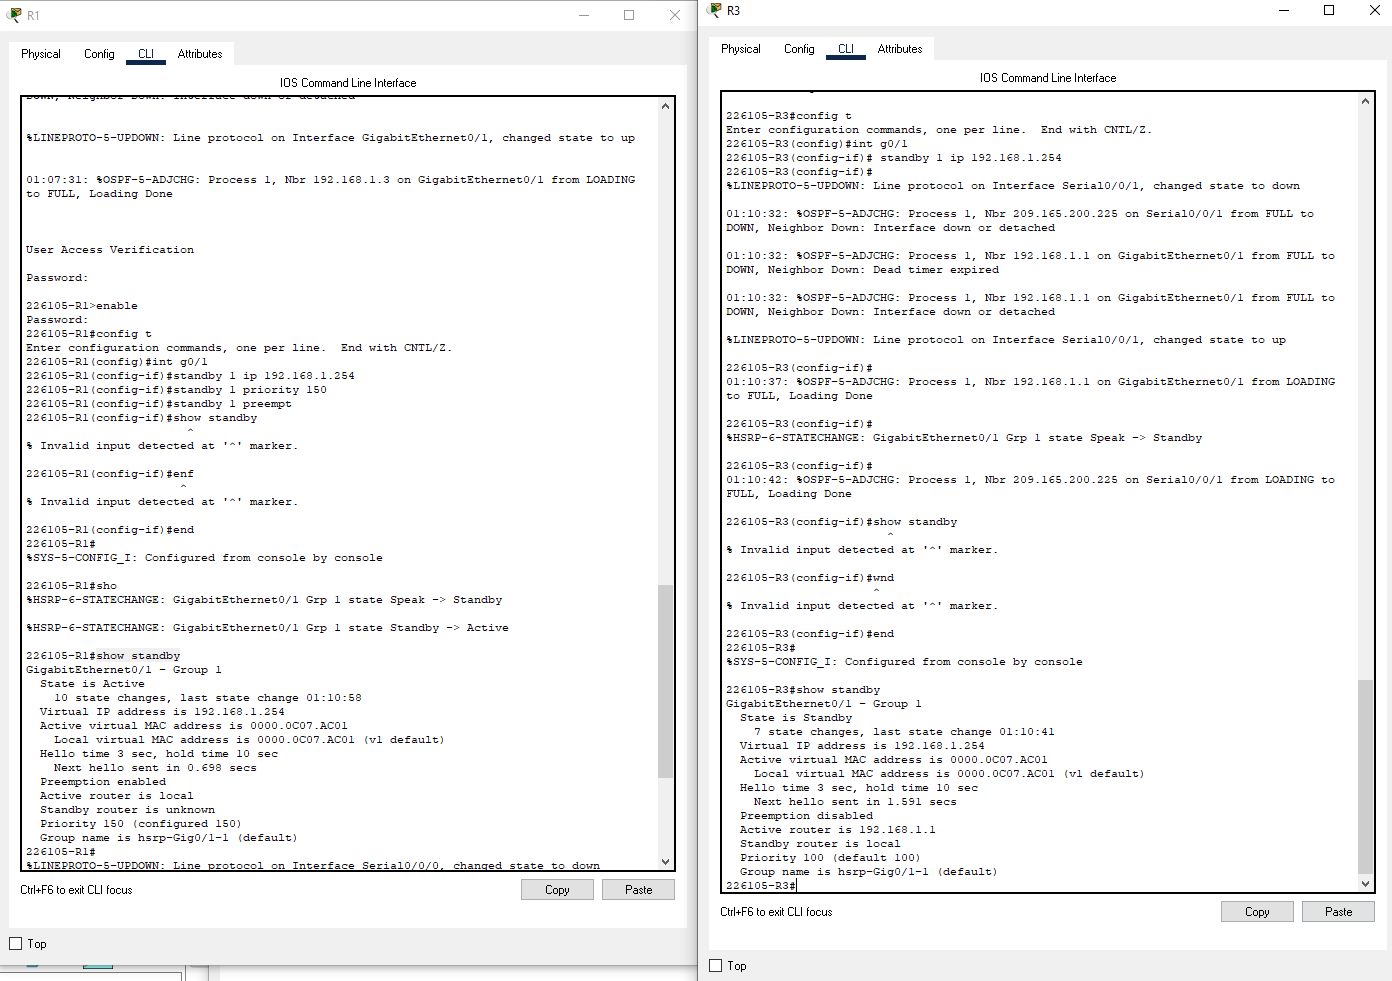 R1
Physical Config CLI Attributes
IOS Command Line Interface
DOWN, Neighbor Down: Interface down or detached
%LINEPROTO-5-UPDOWN: Line protocol on Interface GigabitEthernet0/1, changed state to up
01:07:31: %OSPF-5-ADJCHG: Process 1, Nbr 192.168.1.3 on GigabitEthernet0/1 from LOADING
to FULL, Loading Done
User Access Verification
Password:
226105-R1>enable
Password:
226105-R1#config t
Enter configuration commands, one per line.  End with CNTL/Z.
226105-R1(config)#int g0/1
226105-R1(config-if)#standby 1 ip 192.168.1.254
226105-R1(config-if)#standby 1 priority 150
226105-R1(config-if)#standby 1 preempt
226105-R1(config-if)#show standby
^
% Invalid input detected at '^' marker.
226105-R1(config-if)#enf
^
% Invalid input detected at '^' marker.
226105-R1(config-if)#end
226105-R1#
%SYS-5-CONFIG_I: Configured from console by console
226105-R1#sho
%HSRP-6-STATECHANGE: GigabitEthernet0/1 Grp 1 state Speak -> Standby
%HSRP-6-STATECHANGE: GigabitEthernet0/1 Grp 1 state Standby -> Active
226105-R1#show standby
GigabitEthernet0/1 - Group 1
State is Active
10 state changes, last state change 01:10:58
Virtual IP address is 192.168.1.254
Active virtual MAC address is 0000.0C07.AC01
Local virtual MAC address is 0000.0C07.AC01 (v1 default)
Hello time 3 sec, hold time 10 sec
Next hello sent in 0.698 secs
Preemption enabled
Active router is local
Standby router is unknown
Priority 150 (configured 150)
Group name is hsrp-Gig0/1-1 (default)
226105-R1#
%LINEPROTO-5-UPDOWN: Line protocol on Interface Serial0/0/0, changed state to down
Ctrl+F6 to exit CLI focus
Copy Paste
Top
R3
Physical Config CLI Attributes
IOS Command Line Interface
226105-R3#config t
Enter configuration commands, one per line.  End with CNTL/Z.
226105-R3(config)#int g0/1
226105-R3(config-if)# standby 1 ip 192.168.1.254
226105-R3(config-if)#
%LINEPROTO-5-UPDOWN: Line protocol on Interface Serial0/0/1, changed state to down
01:10:32: %OSPF-5-ADJCHG: Process 1, Nbr 209.165.200.225 on Serial0/0/1 from FULL to
DOWN, Neighbor Down: Interface down or detached
01:10:32: %OSPF-5-ADJCHG: Process 1, Nbr 192.168.1.1 on GigabitEthernet0/1 from FULL to
DOWN, Neighbor Down: Dead timer expired
01:10:32: %OSPF-5-ADJCHG: Process 1, Nbr 192.168.1.1 on GigabitEthernet0/1 from FULL to
DOWN, Neighbor Down: Interface down or detached
%LINEPROTO-5-UPDOWN: Line protocol on Interface Serial0/0/1, changed state to up
226105-R3(config-if)#
01:10:37: %OSPF-5-ADJCHG: Process 1, Nbr 192.168.1.1 on GigabitEthernet0/1 from LOADING
to FULL, Loading Done
226105-R3(config-if)#
%HSRP-6-STATECHANGE: GigabitEthernet0/1 Grp 1 state Speak -> Standby
226105-R3(config-if)#
01:10:42: %OSPF-5-ADJCHG: Process 1, Nbr 209.165.200.225 on Serial0/0/1 from LOADING to
FULL, Loading Done
226105-R3(config-if)#show standby
^
% Invalid input detected at '^' marker.
226105-R3(config-if)#wnd
^
% Invalid input detected at '^' marker.
226105-R3(config-if)#end
226105-R3#
%SYS-5-CONFIG_I: Configured from console by console
226105-R3#show standby
GigabitEthernet0/1 - Group 1
State is Standby
7 state changes, last state change 01:10:41
Virtual IP address is 192.168.1.254
Active virtual MAC address is 0000.0C07.AC01
Local virtual MAC address is 0000.0C07.AC01 (v1 default)
Hello time 3 sec, hold time 10 sec
Next hello sent in 1.591 secs
Preemption disabled
Active router is 192.168.1.1
Standby router is local
Priority 100 (default 100)
Group name is hsrp-Gig0/1-1 (default)
226105-R3#
Ctrl+F6 to exit CLI focus
Copy Paste
Top